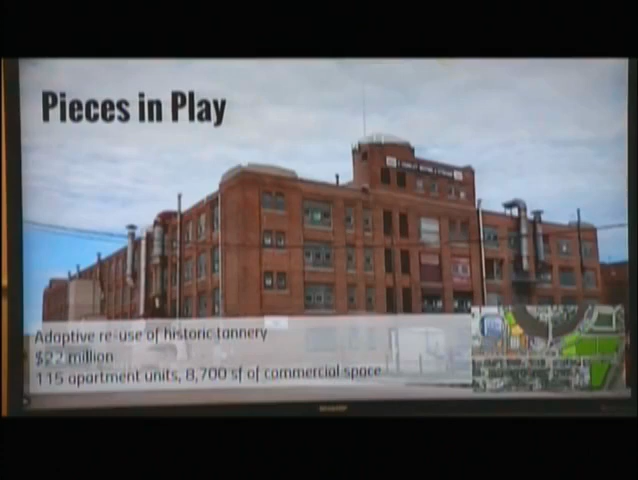 Pieces in Play
Adaptive re-use of historic tannery
$22 million
115 apartment units, 8,700 sf of commercial space
SHARP